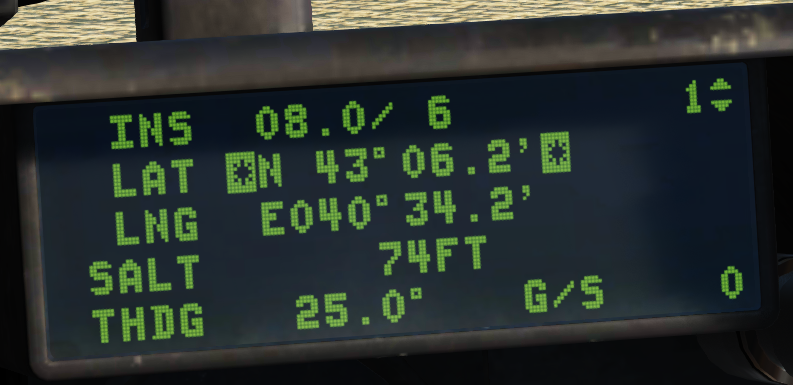 INS 08.0/ 6 1
LAT *N 43°06.2’*
LNG E040°34.2’
SALT 74FT
THDG 25.0° G/S 0